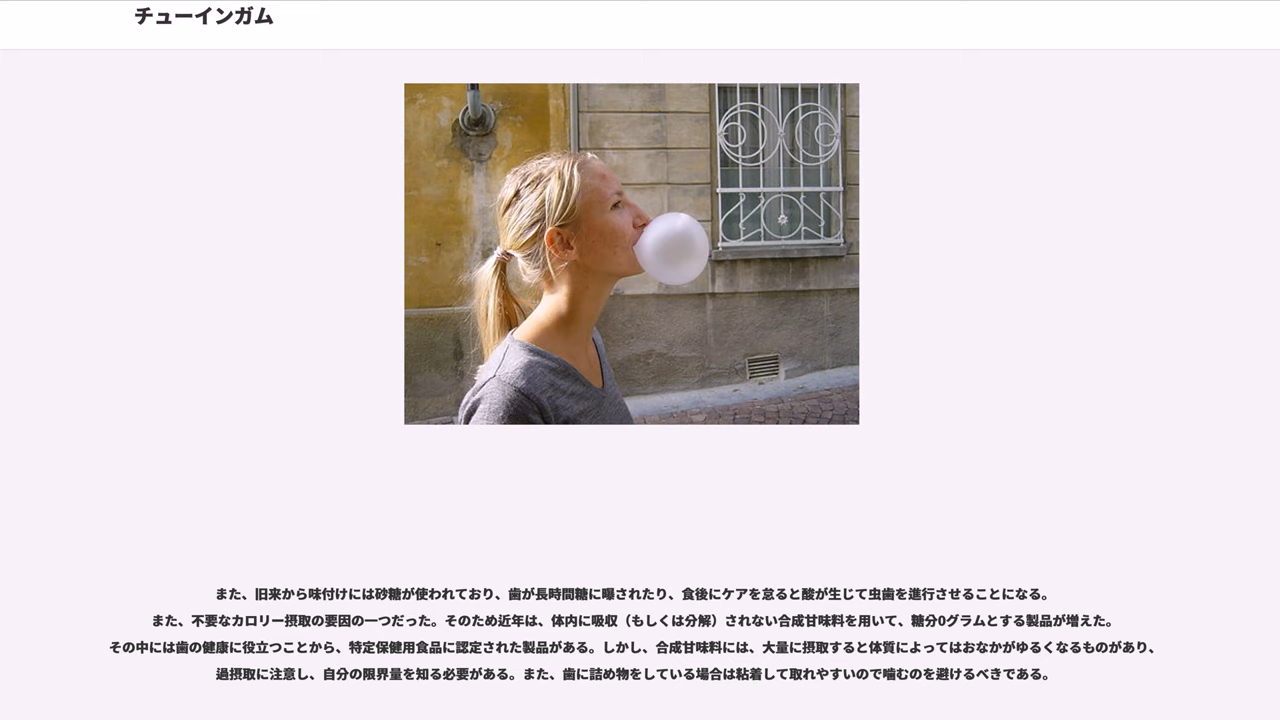 チューインガム
また、旧来から味付けには砂糖が使われており、歯が長時間糖に曝されたり、食後にケアを怠ると酸が生じて虫歯を進行させることになる。
また、不要なカロリー摂取の要因の一つだった。そのため近年は、体内に吸収（もしくは分解）されない合成甘味料を用いて、糖分0グラムとする製品が増えた。
その中には歯の健康に役立つことから、特定保健用食品に認定された製品がある。しかし、合成甘味料には、大量に摂取すると体質によってはおなかがゆるくなるものがあり、
過摂取に注意し、自分の限界量を知る必要がある。また、歯に詰め物をしている場合は粘着して取れやすいので噛むのを避けるべきである。